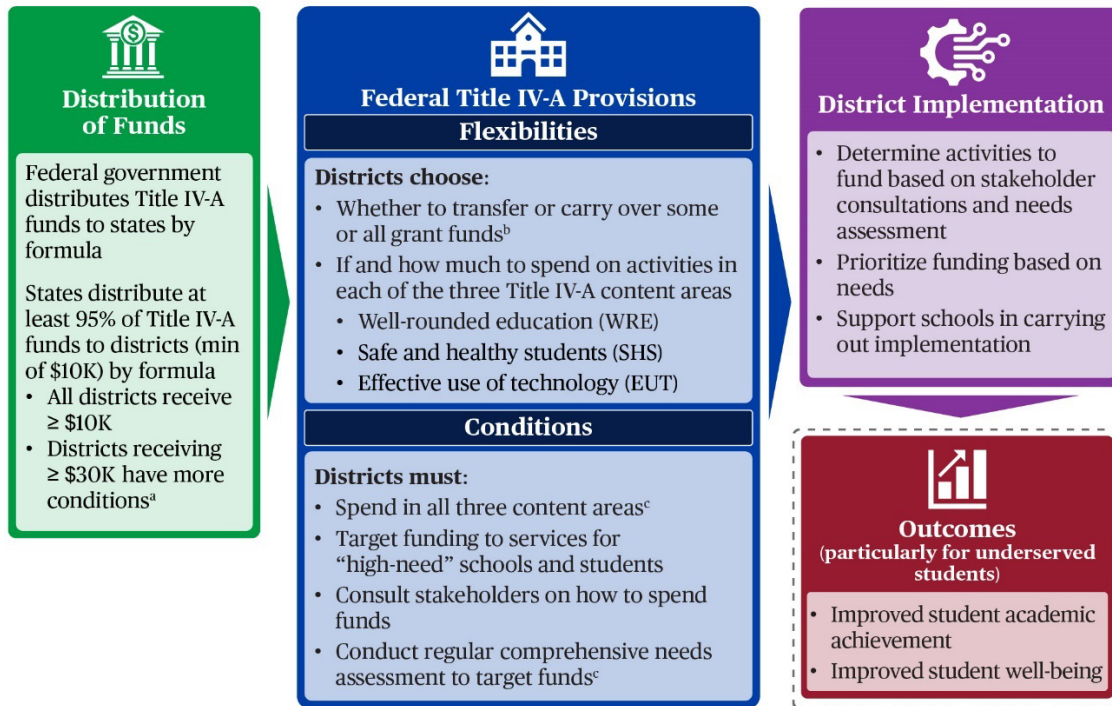 Distribution
of Funds
Federal government
distributes Title IV-A
funds to states by
formula
States distribute at
least 95% of Title IV-A
funds to districts (min
of $10K) by formula
• All districts receive
≥ $10K
• Districts receiving
≥ $30K have more
conditionsᵃ
Federal Title IV-A Provisions
Flexibilities
Districts choose:
• Whether to transfer or carry over some
or all grant fundsᵇ
• If and how much to spend on activities in
each of the three Title IV-A content areas
• Well-rounded education (WRE)
• Safe and healthy students (SHS)
• Effective use of technology (EUT)
Conditions
Districts must:
• Spend in all three content areasᶜ
• Target funding to services for
“high-need” schools and students
• Consult stakeholders on how to spend
funds
• Conduct regular comprehensive needs
assessment to target fundsᶜ
District Implementation
• Determine activities to
fund based on stakeholder
consultations and needs
assessment
• Prioritize funding based on
needs
• Support schools in carrying
out implementation
Outcomes
(particularly for underserved
students)
• Improved student academic
achievement
• Improved student well-being